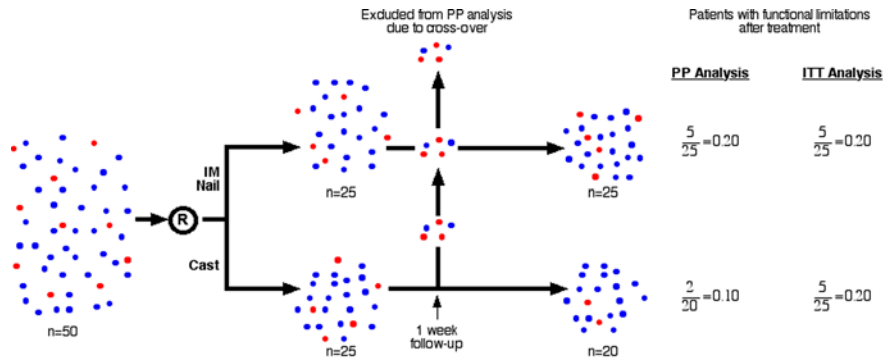 Excluded from PP analysis
due to cross-over
Patients with functional limitations
after treatment
PP Analysis
ITT Analysis
IM
Nail
R
Cast
n=50
n=25
n=25
5/25=0.20
5/25=0.20
1 week
follow-up
n=25
n=20
2/20=0.10
5/25=0.20